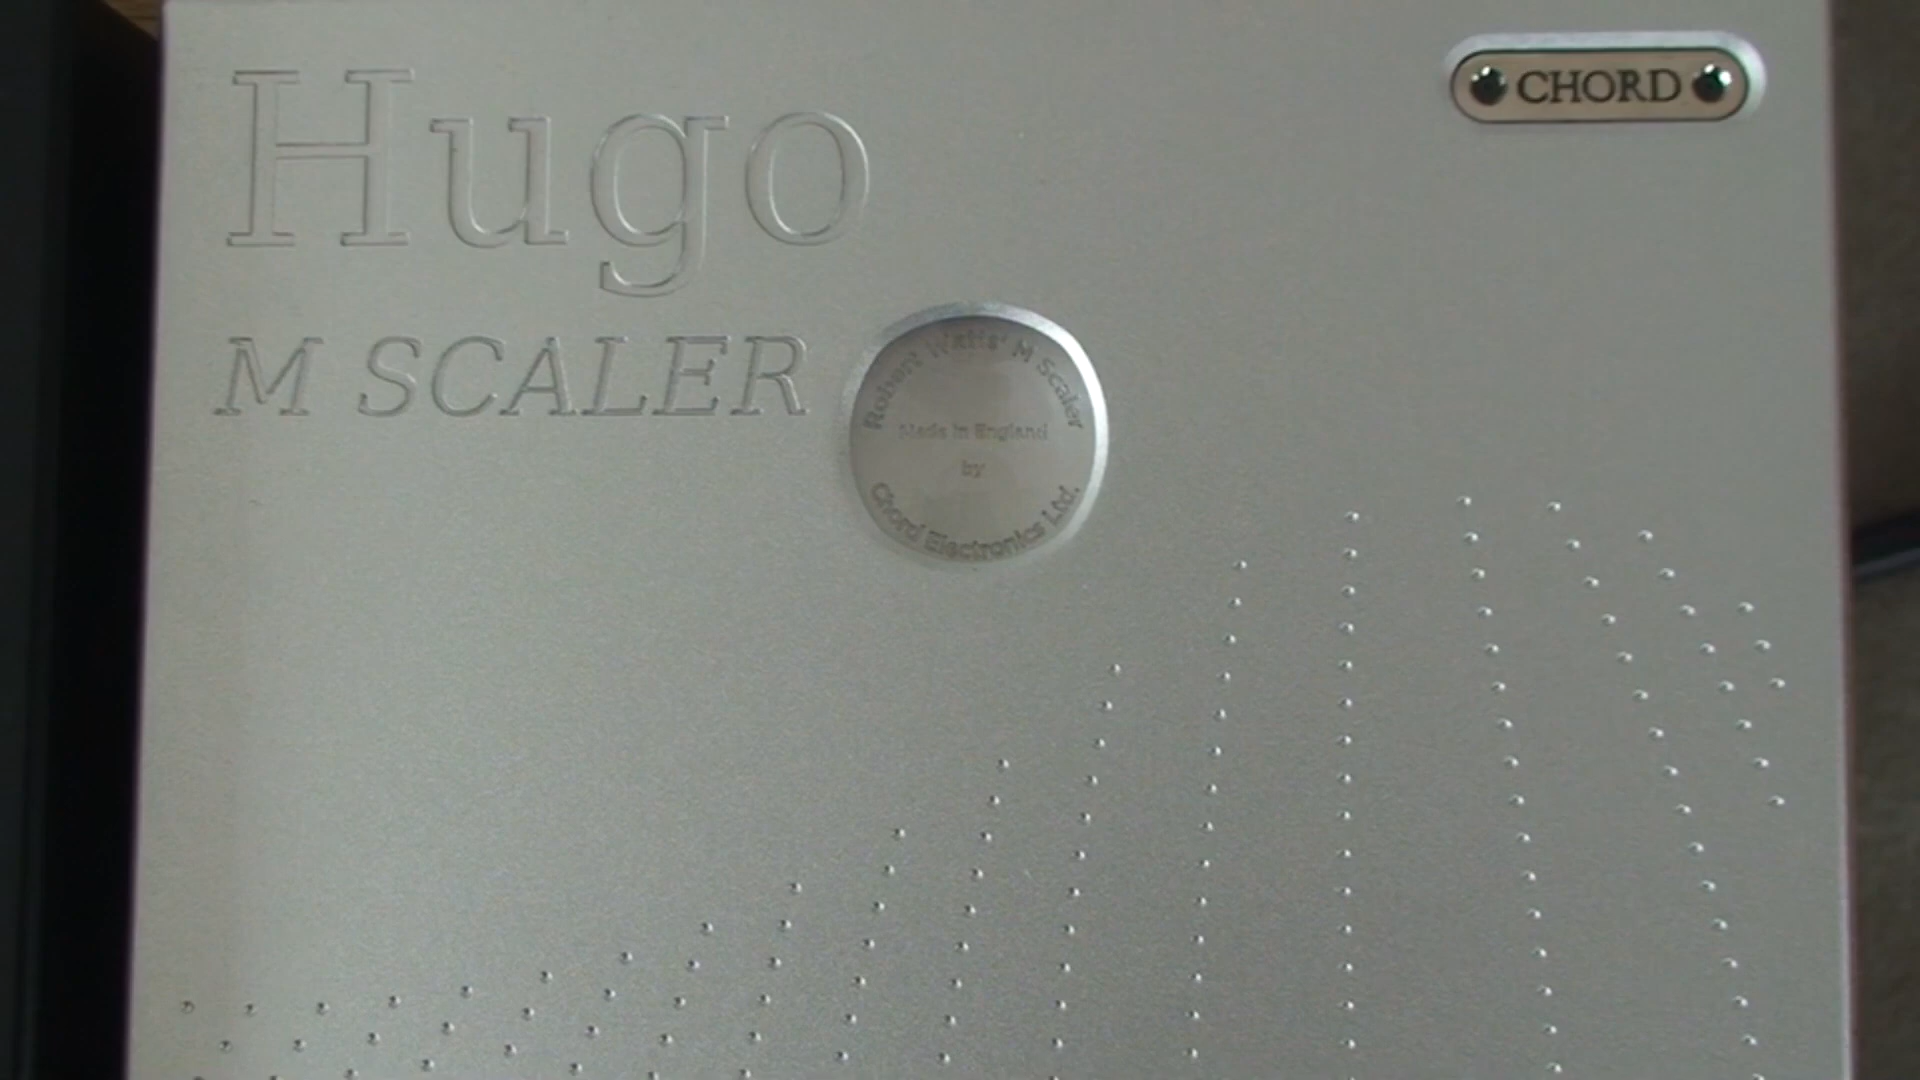 Hugo
CHORD
M SCALER
Robert Watts' M Scaler
Made in England
by
Chord Electronics Ltd.